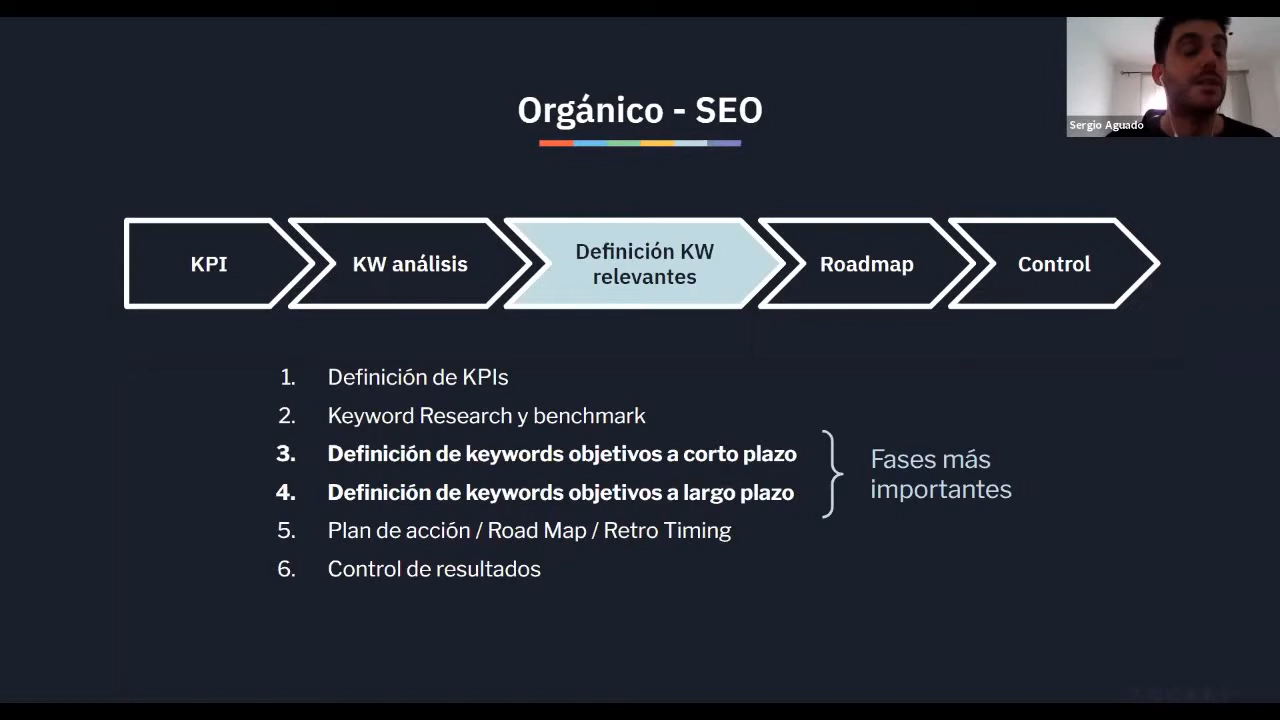 Orgánico - SEO
Sergio Aguado
KPI
KW análisis
Definición KW
relevantes
Roadmap
Control
1. Definición de KPIs
2. Keyword Research y benchmark
3. Definición de keywords objetivos a corto plazo
4. Definición de keywords objetivos a largo plazo
Fases más
importantes
5. Plan de acción / Road Map / Retro Timing
6. Control de resultados